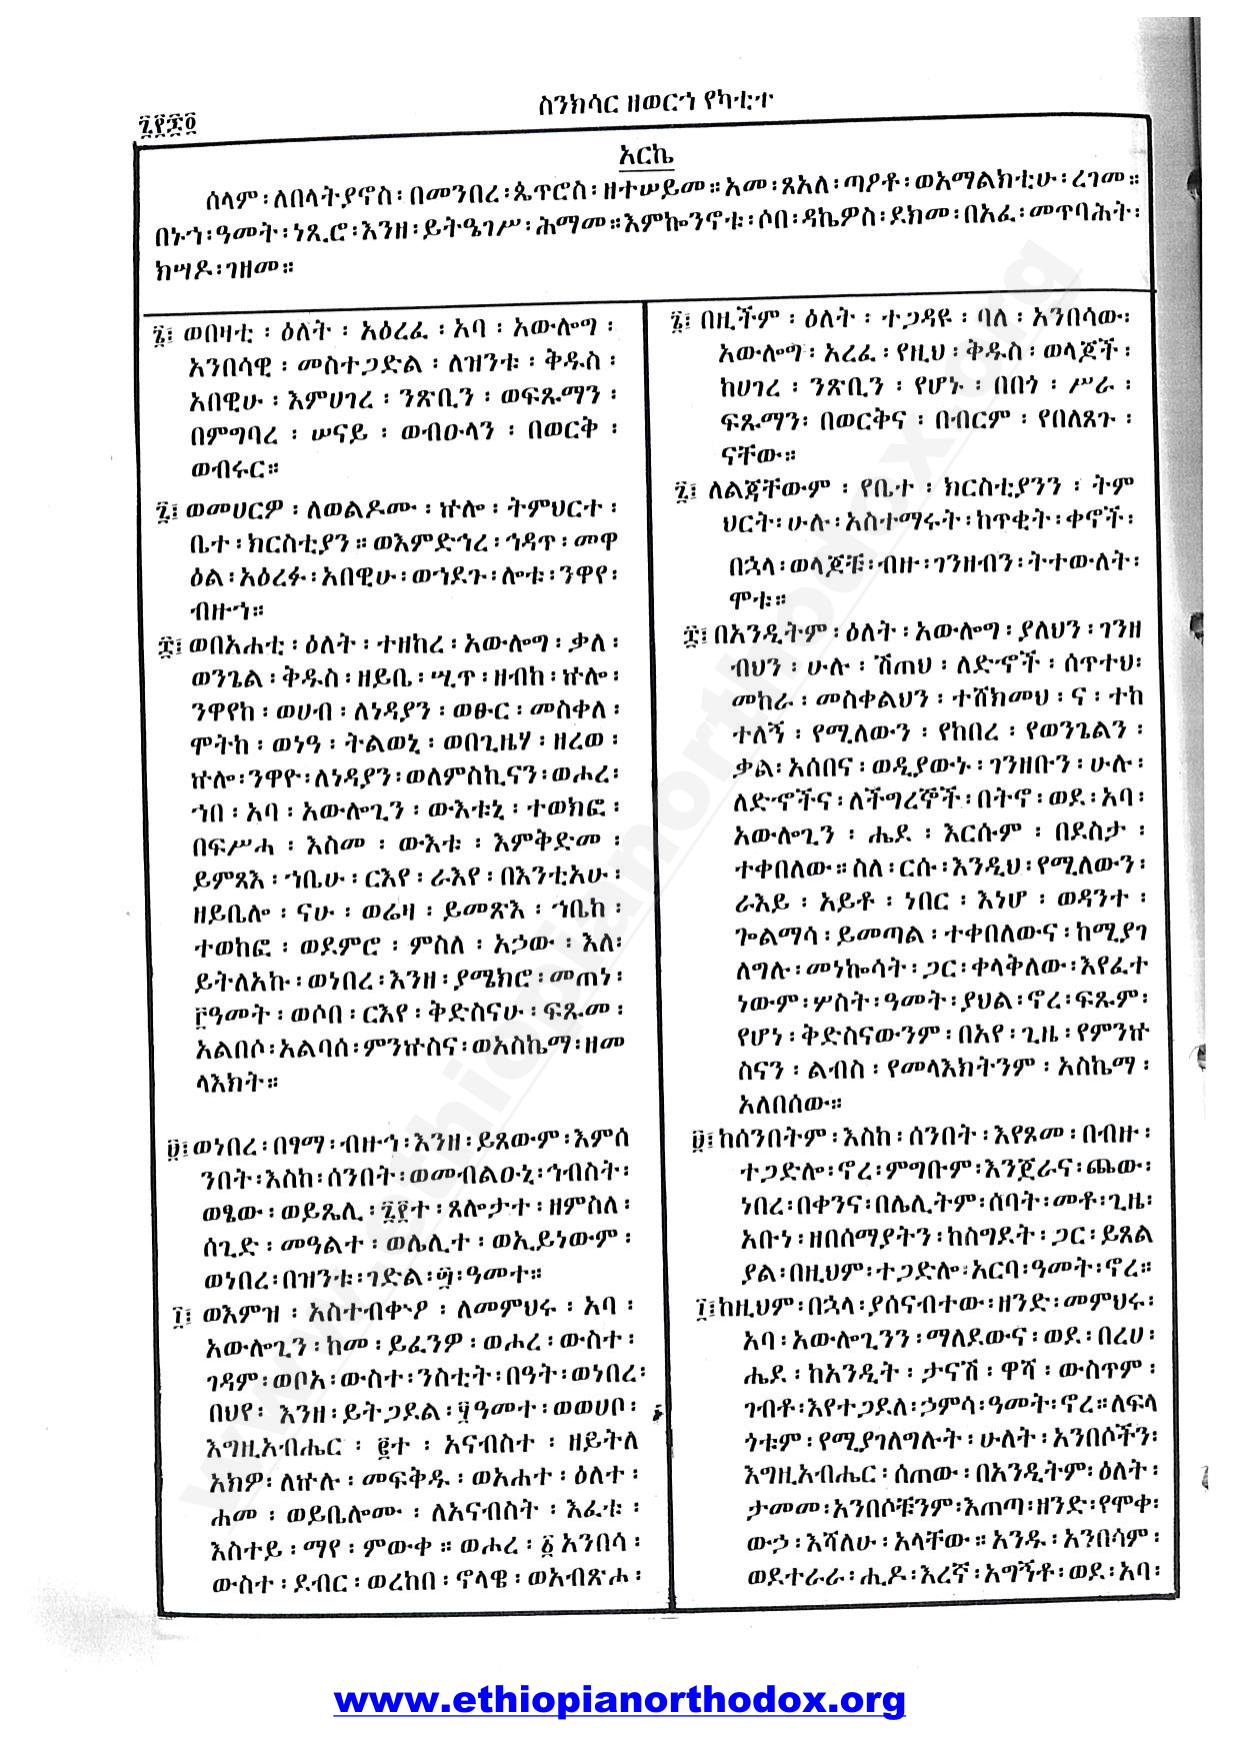 ፯፻፷፬
ስንክሳር ዘወርኀ የካቲተ
አርኬ
ሰላም ፡ ለበላትያኖስ ፡ በመንበረ ፡ ጴጥሮስ ፡ ዘተሠይመ ። አመ ፡ ጸአለ ፡ ጣዖቶ ፡ ወአማልክቲሁ ፡ ረገመ ።
በኑኀ ፡ ዓመት ፡ ነጺሮ ፡ እንዘ ፡ ይትዔገሥ ፡ ሕማመ ። እምኵንኖቱ ፡ ሶበ ፡ ዳኬዎስ ፡ ደክመ ፡ በአፈ ፡ መጥባሕት ፡
ክሣዶ ፡ ገዘመ ።
፮፤ ወበዛቲ ፡ ዕለት ፡ አዕረፈ ፡ አባ ፡ አውሎግ ፡
አንበሳዊ ፡ መስተጋድል ፡ ለዝንቱ ፡ ቅዱስ ፡
አበዊሁ ፡ እምሀገረ ፡ ንጽቢን ፡ ወፍጹማን ፡
በምግባረ ፡ ሠናይ ፡ ወብዑላን ፡ በወርቅ ፡
ወብሩር ።
፯፤ ወመሀርዎ ፡ ለወልዶሙ ፡ ኵሎ ፡ ትምህርተ ፡
ቤተ ፡ ክርስቲያን ። ወእምድኅረ ፡ ኅዳጥ ፡ መዋ
ዕል ፡ አዕረፉ ፡ አበዊሁ ፡ ወኀደጉ ፡ ሎቱ ፡ ንዋየ ፡
ብዙኀ ።
፰፤ ወበአሐቲ ፡ ዕለት ፡ ተዘከረ ፡ አውሎግ ፡ ቃለ ፡
ወንጌል ፡ ቅዱስ ፡ ዘይቤ ፡ ሢጥ ፡ ዘብከ ፡ ኵሎ ፡
ንዋየከ ፡ ወሀብ ፡ ለነዳያን ፡ ወፁር ፡ መስቀለ ፡
ሞትከ ፡ ወነዓ ፡ ትልወኒ ፡ ወበጊዜሃ ፡ ዘረወ ፡
ኵሎ ፡ ንዋዮ ፡ ለነዳያን ፡ ወለምስኪናን ፡ ወሖረ ፡
ኀበ ፡ አባ ፡ አውሎጊን ፡ ውእቱኒ ፡ ተወክፎ ፡
በፍሥሐ ፡ እስመ ፡ ውእቱ ፡ እምቅድመ ፡
ይምጻእ ፡ ኀቤሁ ፡ ርእየ ፡ ራእየ ፡ በእንቲአሁ ፡
ዘይቤሎ ፡ ናሁ ፡ ወሬዛ ፡ ይመጽእ ፡ ኀቤከ ፡
ተወከፎ ፡ ወደምሮ ፡ ምስለ ፡ አኃው ፡ እለ ፡
ይትለአኩ ፡ ወነበረ ፡ እንዘ ፡ ያሜክሮ ፡ መጠነ ፡
፫ዓመት ፡ ወሶበ ፡ ርእየ ፡ ቅድስናሁ ፡ ፍጹመ ፡
አልበሶ ፡ አልባሰ ፡ ምንኵስና ፡ ወአስኬማ ፡ ዘመ
ላእክት ።
፱፤ ወነበረ ፡ በፃማ ፡ ብዙኅ ፡ እንዘ ፡ ይጸውም ፡ እምሰ
ንበት ፡ እስከ ፡ ሰንበት ፡ ወመብልዑኒ ፡ ኅብስት ፡
ወፄው ፡ ወይጼሊ ፡ ፯፻ተ ፡ ጸሎታተ ፡ ዘምስለ ፡
ሰጊድ ፡ መዓልተ ፡ ወሌሊተ ፡ ወኢይነውም ፡
ወነበረ ፡ በዝንቱ ፡ ገድል ፡ ፵ ፡ ዓመተ ።
፲፤ ወእምዝ ፡ አስተብቍዖ ፡ ለመምህሩ ፡ አባ ፡
አውሎጊን ፡ ከመ ፡ ይፈንዎ ፡ ወሖረ ፡ ውስተ ፡
ገዳም ፡ ወቦአ ፡ ውስተ ፡ ንስቲት ፡ በዓት ፡ ወነበረ ፡
በህየ ፡ እንዘ ፡ ይትጋደል ፡ ፶ዓመተ ፡ ወወሀቦ ፡
እግዚአብሔር ፡ ፪ተ ፡ አናብስተ ፡ ዘይትለ
አክዎ ፡ ለኵሉ ፡ መፍቅዱ ፡ ወአሐተ ፡ ዕለተ ፡
ሐመ ፡ ወይቤሎሙ ፡ ለአናብስት ፡ እፈቱ ፡
እስተይ ፡ ማየ ፡ ምውቀ ። ወሖረ ፡ ፩ አንበሳ ፡
ውስተ ፡ ደብር ፡ ወረከበ ፡ ኖላዌ ፡ ወአብጽሐ ፡
፮፤ በዚችም ፡ ዕለት ፡ ተጋዳዩ ፡ ባለ ፡ አንበሳው ፡
አውሎግ ፡ አረፈ ፡ የዚህ ፡ ቅዱስ ፡ ወላጆች ፡
ከሀገረ ፡ ንጽቢን ፡ የሆኑ ፡ በበጎ ፡ ሥራ ፡
ፍጹማን ፡ በወርቅና ፡ በብርም ፡ የበለጸጉ ፡
ናቸው ።
፯፤ ለልጃቸውም ፡ የቤተ ፡ ክርስቲያንን ፡ ትም
ህርት ፡ ሁሉ ፡ አስተማሩት ፡ ከጥቂት ፡ ቀኖች ፡
በኋላ ፡ ወላጆቹ ፡ ብዙ ፡ ገንዘብን ፡ ትተውለት ፡
ሞቱ ።
፰፤ በአንዲትም ፡ ዕለት ፡ አውሎግ ፡ ያለህን ፡ ገንዘ
ብህን ፡ ሁሉ ፡ ሽጠህ ፡ ለድኆች ፡ ሰጥተህ ፡
መከራ ፡ መስቀልህን ፡ ተሸክመህ ፡ ና ፡ ተከ
ተለኝ ፡ የሚለውን ፡ የከበረ ፡ የወንጌልን ፡
ቃል ፡ አሰበና ፡ ወዲያውኑ ፡ ገንዘቡን ፡ ሁሉ ፡
ለድኆችና ፡ ለችግረኞች ፡ በትኖ ፡ ወደ ፡ አባ ፡
አውሎጊን ፡ ሔደ ፡ እርሱም ፡ በደስታ ፡
ተቀበለው ። ስለ ፡ ርሱ ፡ እንዲህ ፡ የሚለውን ፡
ራእይ ፡ አይቶ ፡ ነበር ፡ እነሆ ፡ ወዳንተ ፡
ጐልማሳ ፡ ይመጣል ፡ ተቀበለውና ፡ ከሚያገ
ለግሉ ፡ መነኰሳት ፡ ጋር ፡ ቀላቅለው ፡ እየፈተ
ነውም ፡ ሦስት ፡ ዓመት ፡ ያህል ፡ ኖረ ፡ ፍጹም ፡
የሆነ ፡ ቅድስናውንም ፡ በአየ ፡ ጊዜ ፡ የምንኵ
ስናን ፡ ልብስ ፡ የመላእክትንም ፡ አስኬማ ፡
አለበሰው ።
፱፤ ከሰንበትም ፡ እስከ ፡ ሰንበት ፡ እየጾመ ፡ በብዙ ፡
ተጋድሎ ፡ ኖረ ፡ ምግቡም ፡ እንጀራና ፡ ጨው ፡
ነበረ ፡ በቀንና ፡ በሌሊትም ፡ ሰባት ፡ መቶ ፡ ጊዜ ፡
አቡነ ፡ ዘበሰማያትን ፡ ከስግደት ፡ ጋር ፡ ይጸል
ያል ፡ በዚህም ፡ ተጋድሎ ፡ አርባ ፡ ዓመት ፡ ኖረ ።
፲፤ ከዚህም ፡ በኋላ ፡ ያሰናብተው ፡ ዘንድ ፡ መምህሩ ፡
አባ ፡ አውሎጊንን ፡ ማለደውና ፡ ወደ ፡ በረሀ ፡
ሔደ ፡ ከአንዲት ፡ ታናሽ ፡ ዋሻ ፡ ውስጥም ፡
ገብቶ ፡ እየተጋደለ ፡ ኃምሳ ፡ ዓመት ፡ ኖረ ። ለፍላ
ጎቱም ፡ የሚያገለግሉት ፡ ሁለት ፡ አንበሶችን ፡
እግዚአብሔር ፡ ሰጠው ፡ በአንዲትም ፡ ዕለት ፡
ታመመ ፡ አንበሶቹንም ፡ እጠጣ ፡ ዘንድ ፡ የሞቀ ፡
ውኃ ፡ እሻለሁ ፡ አላቸው ። አንዱ ፡ አንበሳም ፡
ወደተራራ ፡ ሒዶ ፡ እረኛ ፡ አግኝቶ ፡ ወደ ፡ አባ ፡
www.ethiopianorthodox.org
www.ethiopianorthodox.org